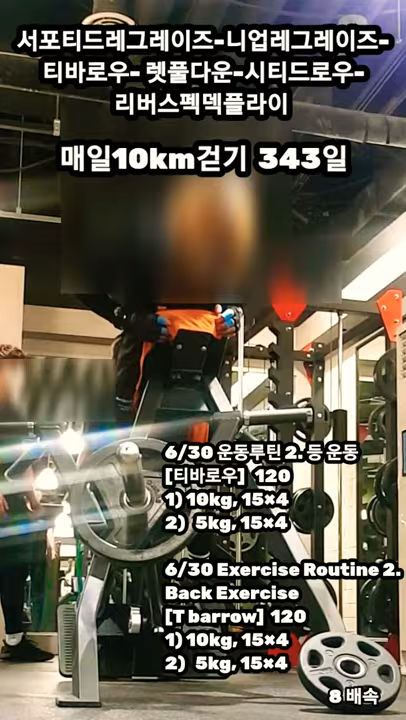 서포티드레그레이즈-니업레그레이즈-
티바로우- 렛풀다운-시티드로우-
리버스펙덱플라이
매일10km걷기 343일
6/30 운동루틴 2. 등 운동
[티바로우] 120
1) 10kg, 15×4
2) 5kg, 15×4
6/30 Exercise Routine 2.
Back Exercise
[T barrow] 120
1) 10kg, 15×4
2) 5kg, 15×4
8 배속